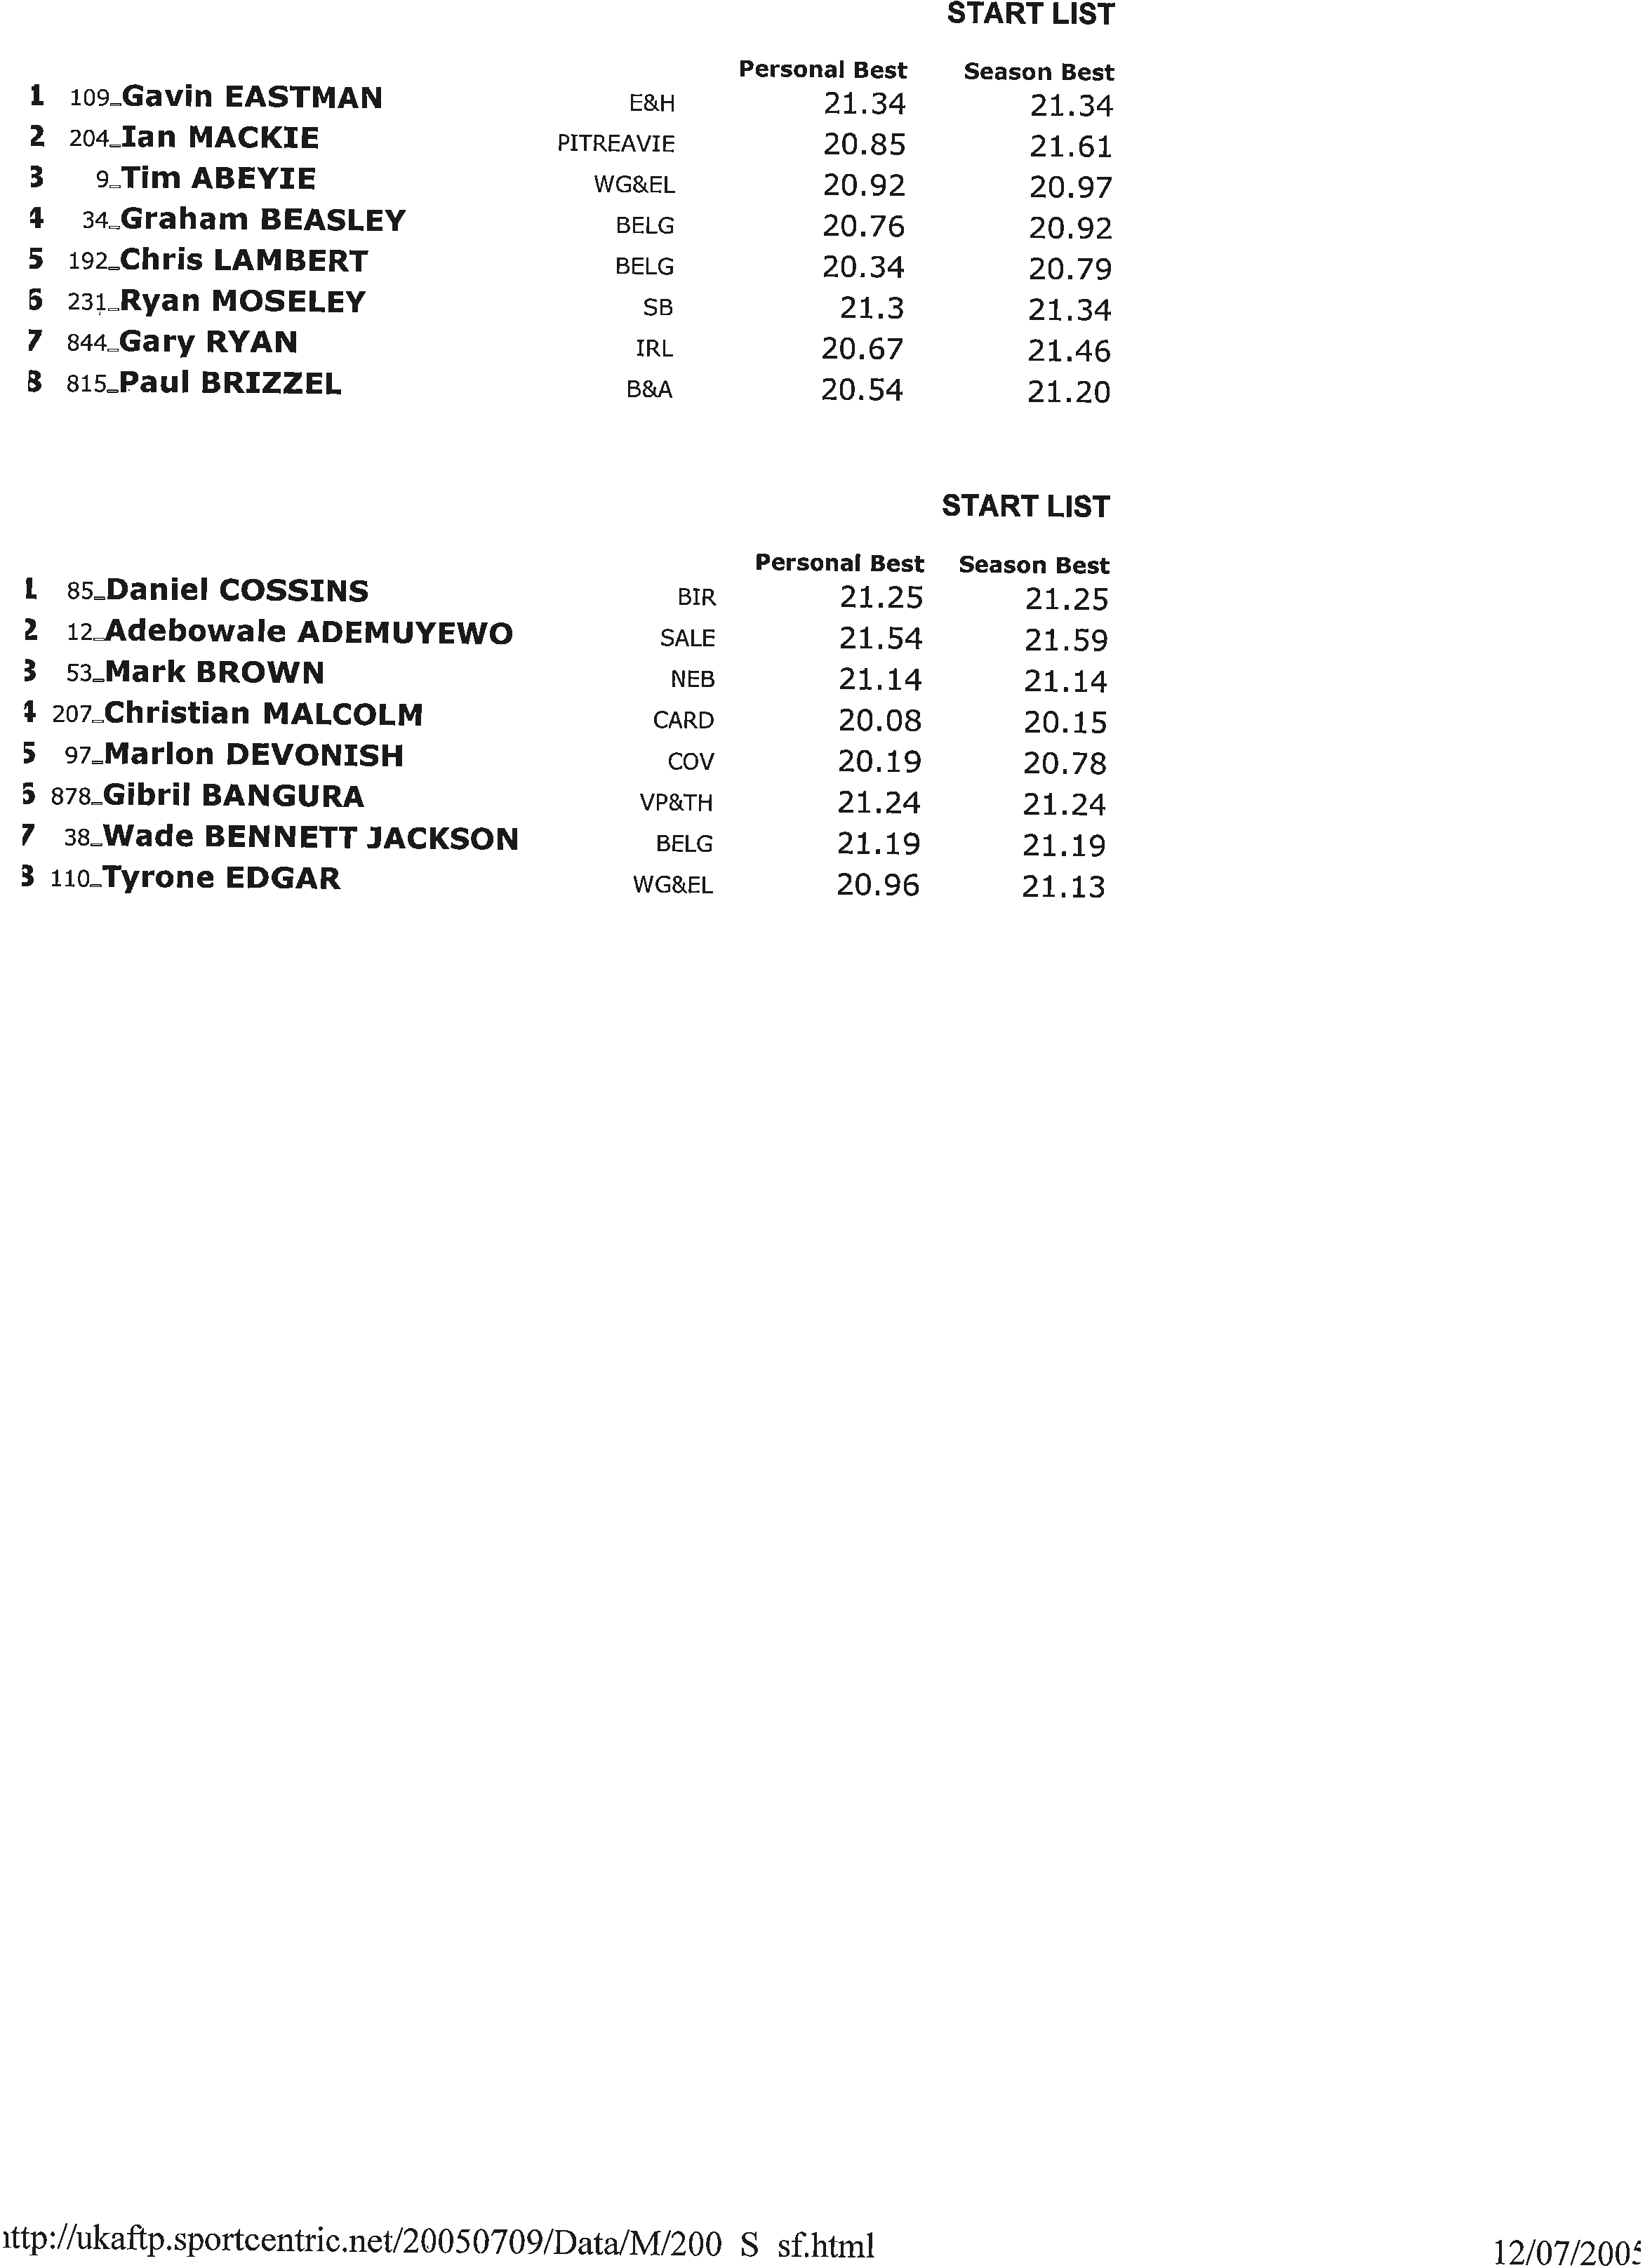 START LIST
Personal Best Season Best
1 109 Gavin EASTMAN E&H 21.34 21.34
2 204 Ian MACKIE PITREAVIE 20.85 21.61
3 9 Tim ABEYIE WG&EL 20.92 20.97
4 34 Graham BEASLEY BELG 20.76 20.92
5 192 Chris LAMBERT BELG 20.34 20.79
6 231 Ryan MOSELEY SB 21.3 21.34
7 844 Gary RYAN IRL 20.67 21.46
8 815 Paul BRIZZEL B&A 20.54 21.20
START LIST
Personal Best Season Best
1 85 Daniel COSSINS BIR 21.25 21.25
2 12 Adebowale ADEMUYEWO SALE 21.54 21.59
3 53 Mark BROWN NEB 21.14 21.14
4 207 Christian MALCOLM CARD 20.08 20.15
5 97 Marlon DEVONISH COV 20.19 20.78
6 878 Gibril BANGURA VP&TH 21.24 21.24
7 38 Wade BENNETT JACKSON BELG 21.19 21.19
8 110 Tyrone EDGAR WG&EL 20.96 21.13
http://ukaftp.sportcentric.net/20050709/Data/M/200 S sf.html 12/07/2005